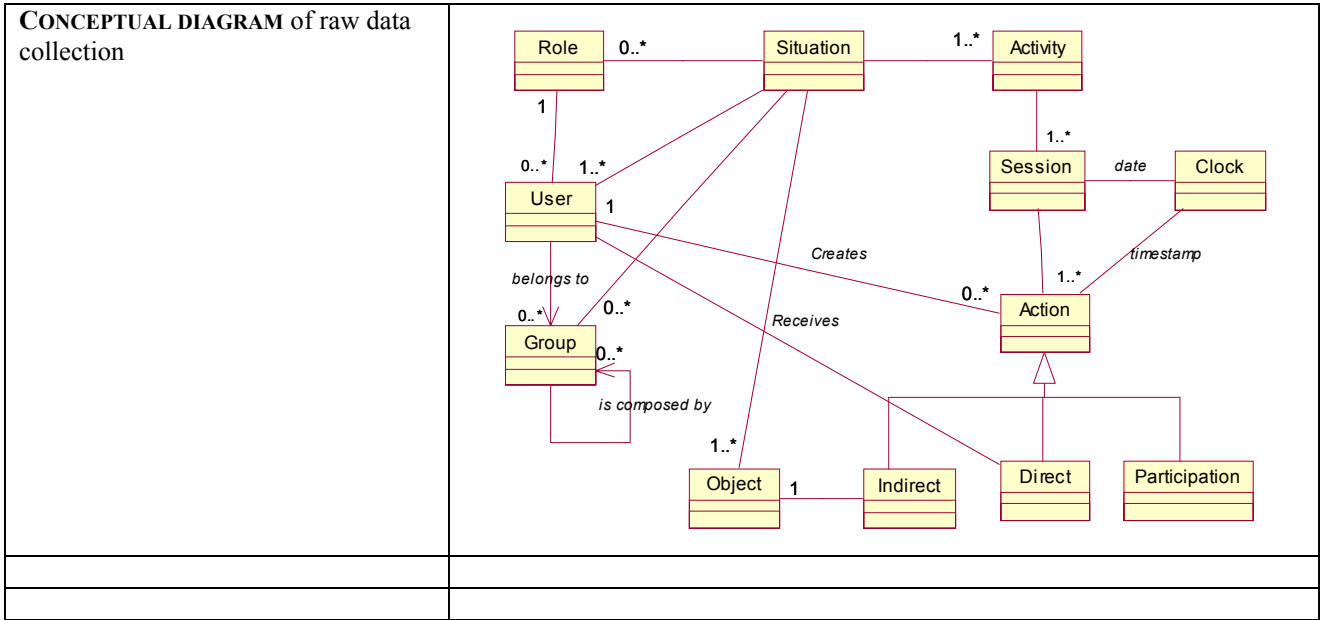 CONCEPTUAL DIAGRAM of raw data
collection
Role
0..*
Situation
1..*
Activity
1
0..*
1..*
1..*
Session
date
Clock
User
1
Creates
timestamp
belongs to
0..*
1..*
0..*
0..*
Action
Receives
Group
0..*
is composed by
1..*
Object
1
Indirect
Direct
Participation